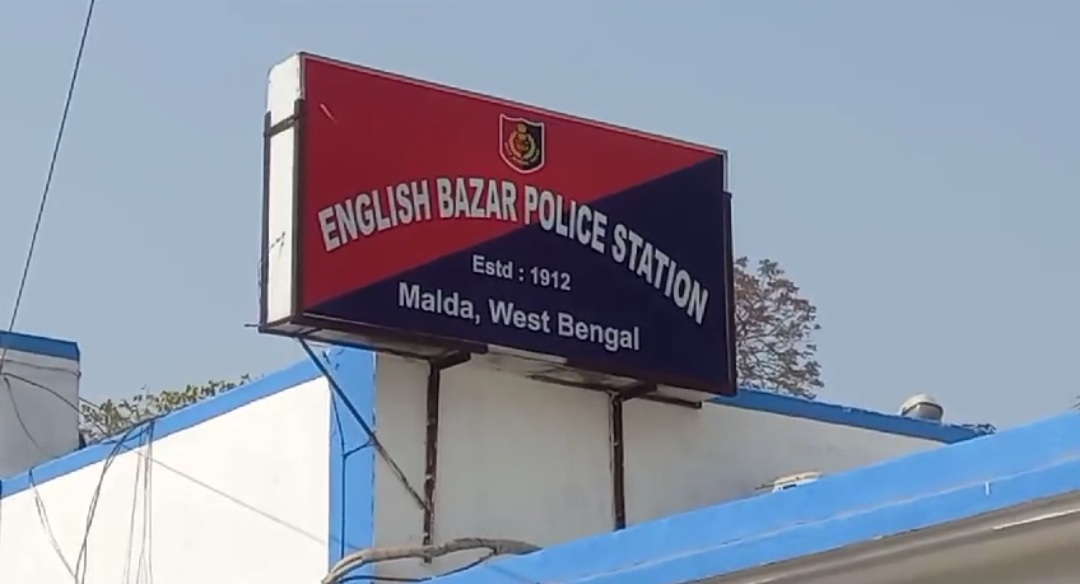 ENGLISH BAZAR POLICE STATION
Estd : 1912
Malda, West Bengal